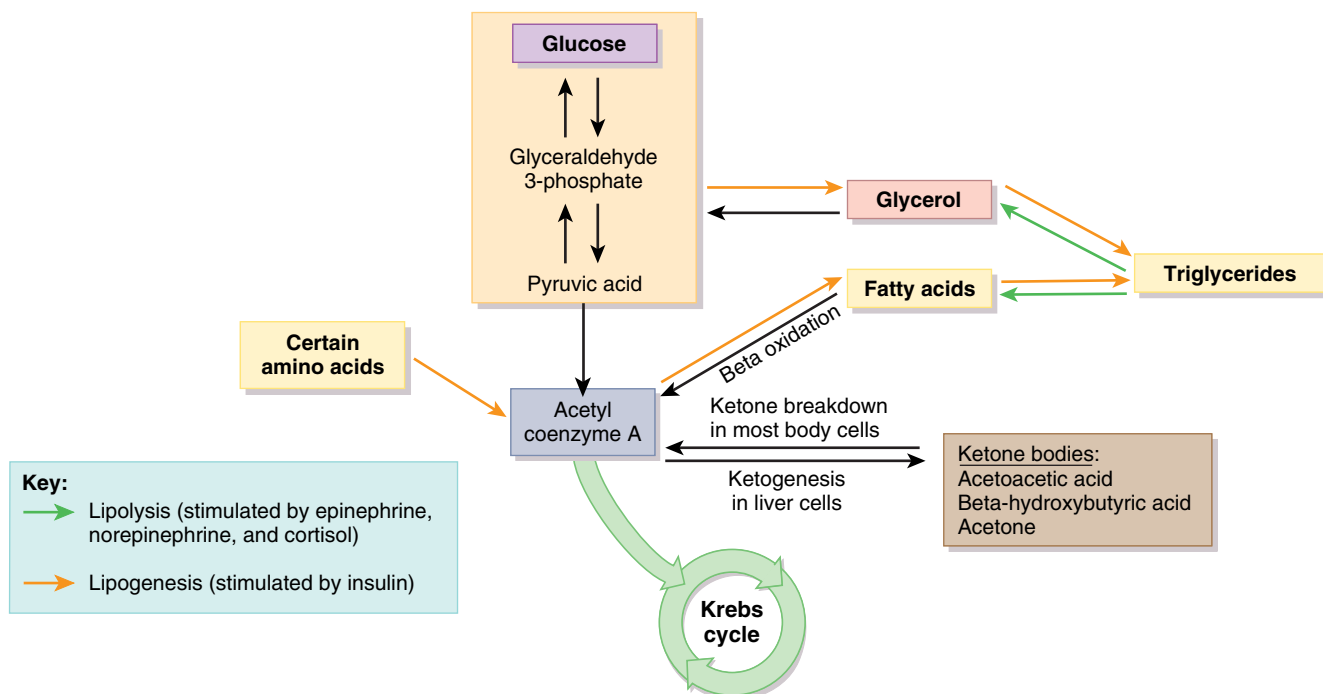 Glucose
Glyceraldehyde
3-phosphate
Pyruvic acid
Glycerol
Fatty acids
Triglycerides
Certain
amino acids
Beta oxidation
Acetyl
coenzyme A
Ketone breakdown
in most body cells
Ketogenesis
in liver cells
Ketone bodies:
Acetoacetic acid
Beta-hydroxybutyric acid
Acetone
Key:
Lipolysis (stimulated by epinephrine,
norepinephrine, and cortisol)
Lipogenesis (stimulated by insulin)
Krebs
cycle